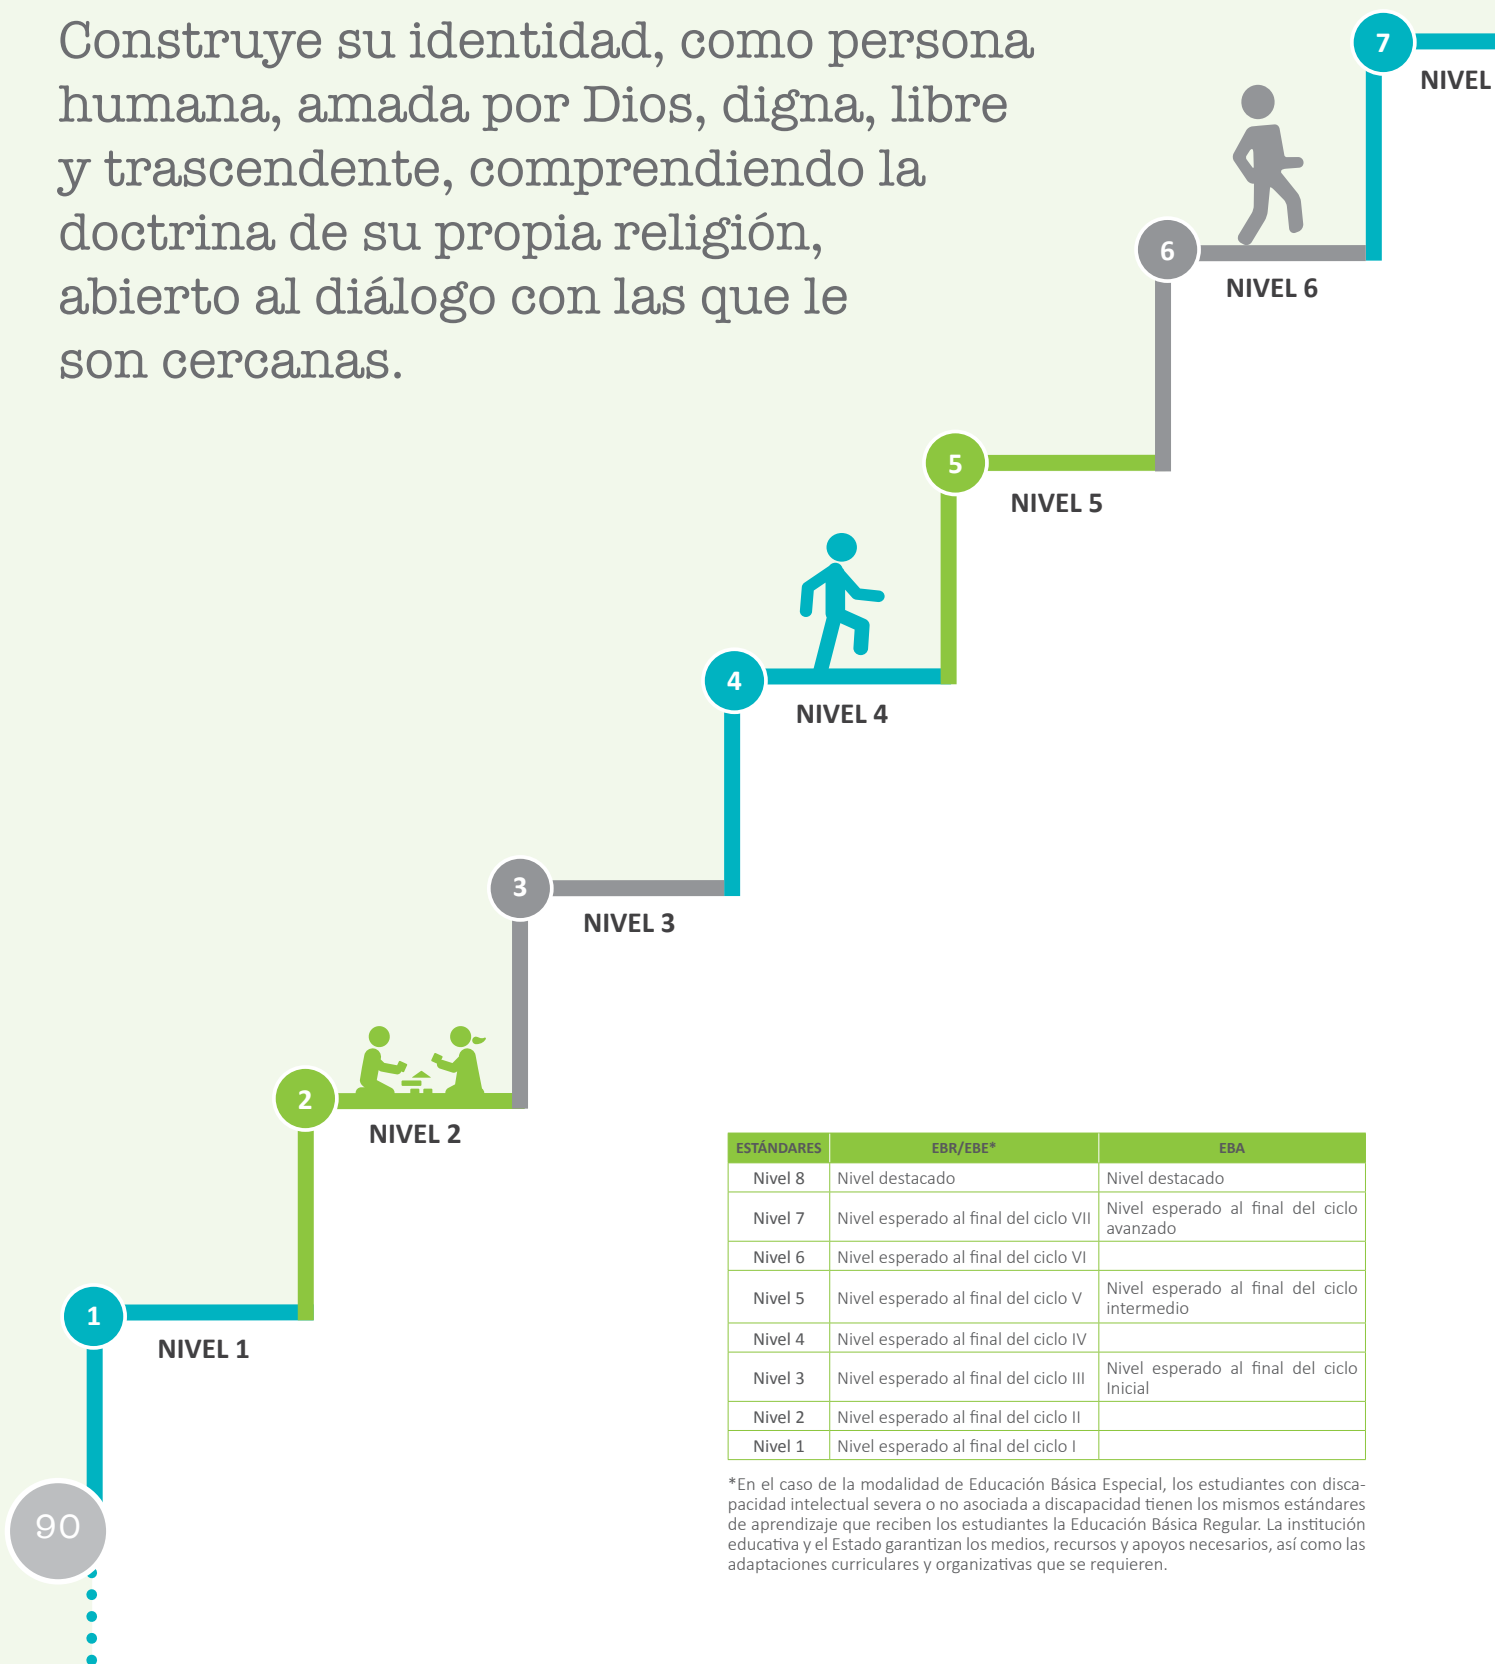 Construye su identidad, como persona
humana, amada por Dios, digna, libre
y trascendente, comprendiendo la
doctrina de su propia religión,
abierto al diálogo con las que le
son cercanas.
7
NIVEL
6
NIVEL 6
5
NIVEL 5
4
NIVEL 4
3
NIVEL 3
2
NIVEL 2
1
NIVEL 1
ESTÁNDARES EBR/EBE* EBA
Nivel 8 Nivel destacado Nivel destacado
Nivel 7 Nivel esperado al final del ciclo VII Nivel esperado al final del ciclo
avanzado
Nivel 6 Nivel esperado al final del ciclo VI
Nivel 5 Nivel esperado al final del ciclo V Nivel esperado al final del ciclo
intermedio
Nivel 4 Nivel esperado al final del ciclo IV
Nivel 3 Nivel esperado al final del ciclo III Nivel esperado al final del ciclo
Inicial
Nivel 2 Nivel esperado al final del ciclo II
Nivel 1 Nivel esperado al final del ciclo I
*En el caso de la modalidad de Educación Básica Especial, los estudiantes con disca-
pacidad intelectual severa o no asociada a discapacidad tienen los mismos estándares
de aprendizaje que reciben los estudiantes la Educación Básica Regular. La institución
educativa y el Estado garantizan los medios, recursos y apoyos necesarios, así como las
adaptaciones curriculares y organizativas que se requieren.
90